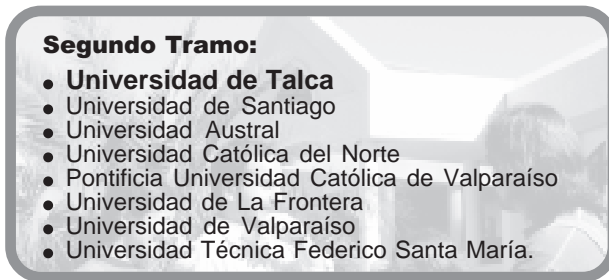 Segundo Tramo:
● Universidad de Talca
● Universidad de Santiago
● Universidad Austral
● Universidad Católica del Norte
● Pontificia Universidad Católica de Valparaíso
● Universidad de La Frontera
● Universidad de Valparaíso
● Universidad Técnica Federico Santa María.